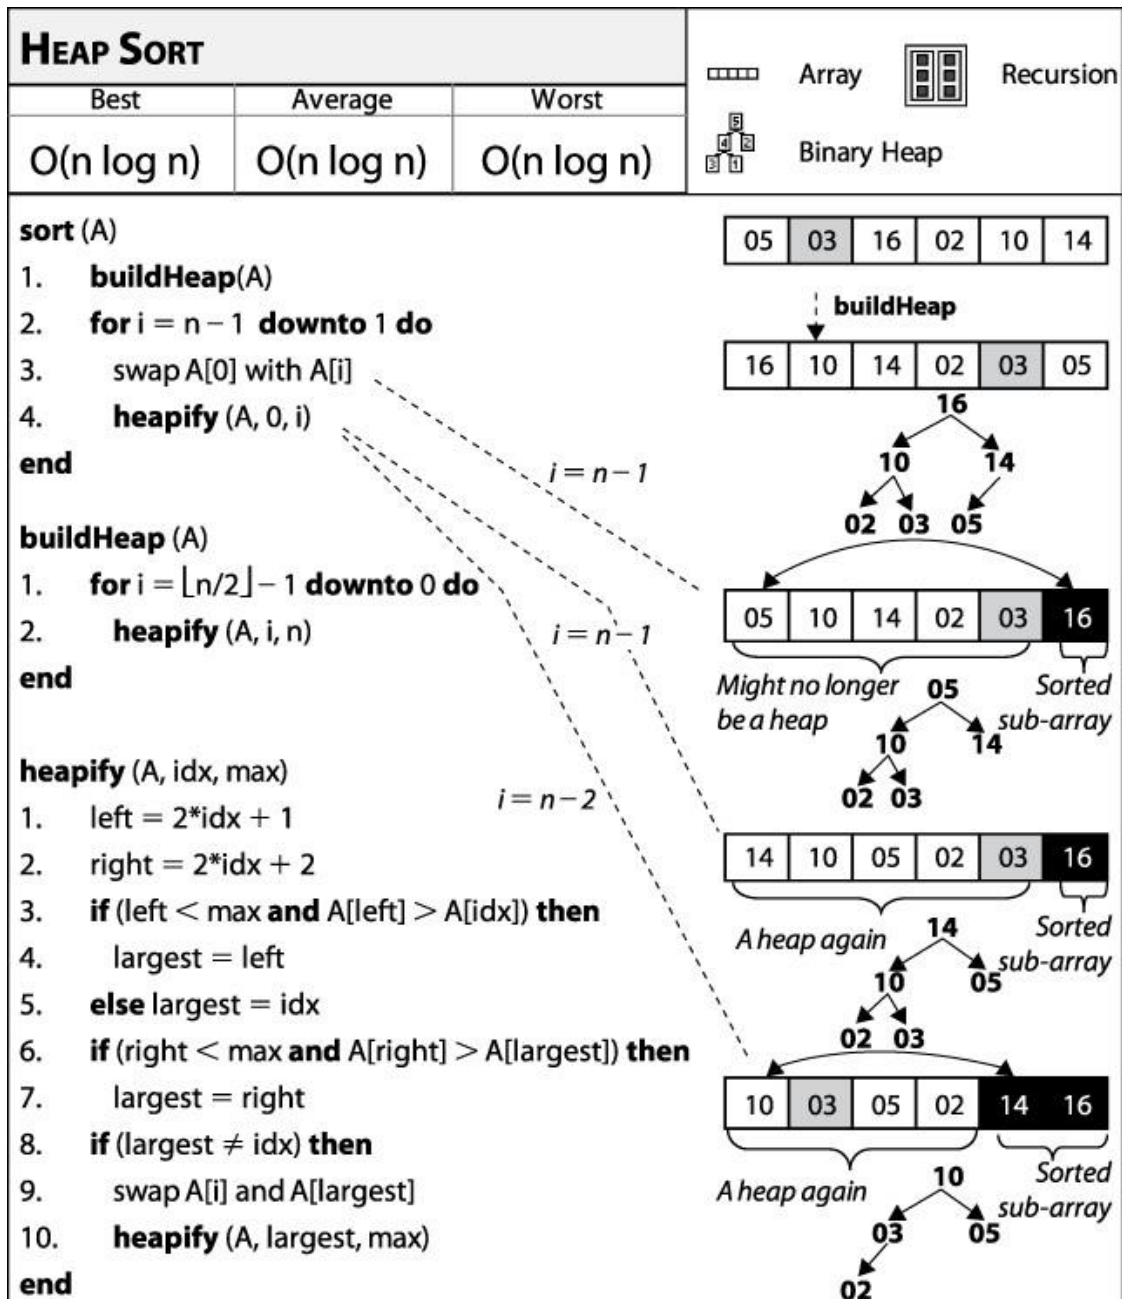 HEAP SORT
Best Average Worst
O(n log n) O(n log n) O(n log n)
Array Recursion
5
4 2
3 1
Binary Heap
sort (A)
1. buildHeap(A)
2. for i = n – 1 downto 1 do
3. swap A[0] with A[i]
4. heapify (A, 0, i)
end
buildHeap (A)
1. for i = ⌊n/2⌋ – 1 downto 0 do
2. heapify (A, i, n)
end
heapify (A, idx, max)
1. left = 2*idx + 1
2. right = 2*idx + 2
3. if (left < max and A[left] > A[idx]) then
4. largest = left
5. else largest = idx
6. if (right < max and A[right] > A[largest]) then
7. largest = right
8. if (largest ≠ idx) then
9. swap A[i] and A[largest]
10. heapify (A, largest, max)
end
i = n – 1
i = n – 1
i = n – 2
05 03 16 02 10 14
buildHeap
16 10 14 02 03 05
16
10 14
02 03 05
05 10 14 02 03 16
Might no longer
be a heap
Sorted
sub-array
05
10 14
02 03
14 10 05 02 03 16
A heap again
Sorted
sub-array
14
10 05
02 03
10 03 05 02 14 16
A heap again
Sorted
sub-array
10
03 05
02